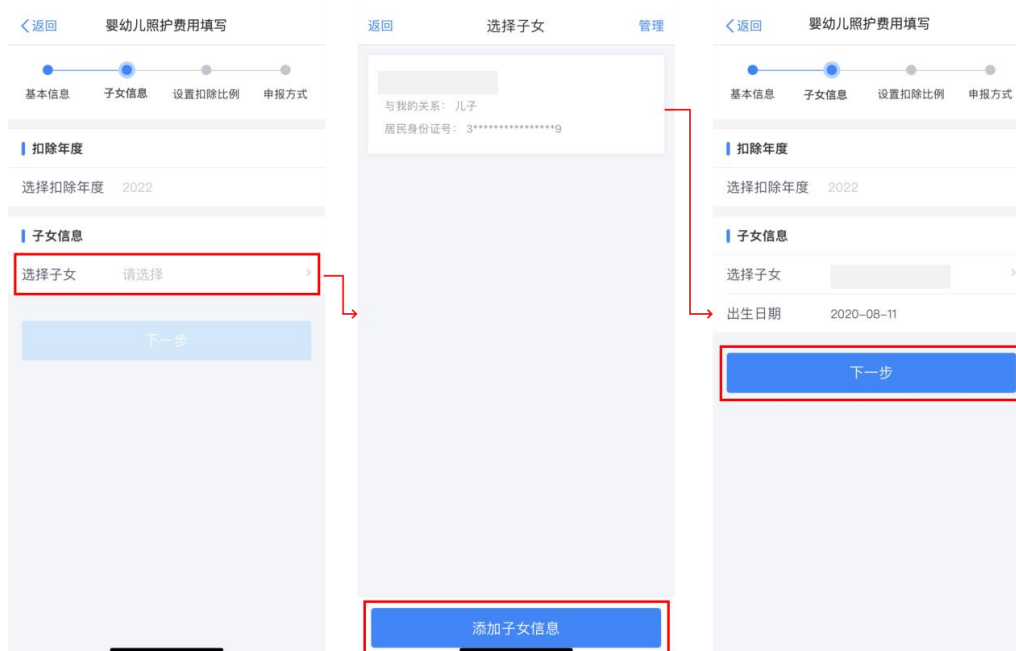 返回
婴幼儿照护费用填写
基本信息
子女信息
设置扣除比例
申报方式
扣除年度
选择扣除年度 2022
子女信息
选择子女 请选择
下一步
返回
选择子女
管理
与我的关系： 儿子
居民身份证号： 3****************9
添加子女信息
返回
婴幼儿照护费用填写
基本信息
子女信息
设置扣除比例
申报方式
扣除年度
选择扣除年度 2022
子女信息
选择子女
出生日期 2020-08-11
下一步